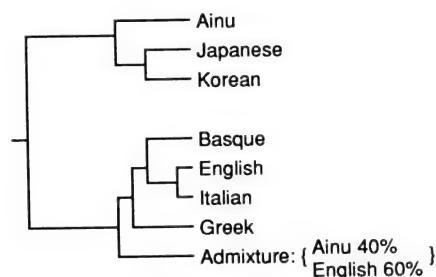 Ainu
Japanese
Korean
Basque
English
Italian
Greek
Admixture: { Ainu 40% }
English 60%